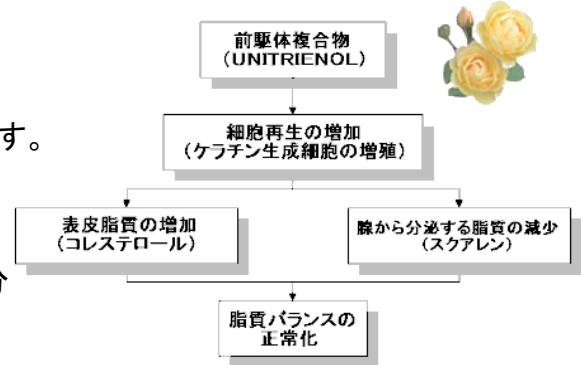 前駆体複合物
(UNITRIENOL)
す。
細胞再生の増加
(ケラチン生成細胞の増殖)
表皮脂質の増加
(コレステロール)
腺から分泌する脂質の減少
(スクアレン)
分
脂質バランスの
正常化